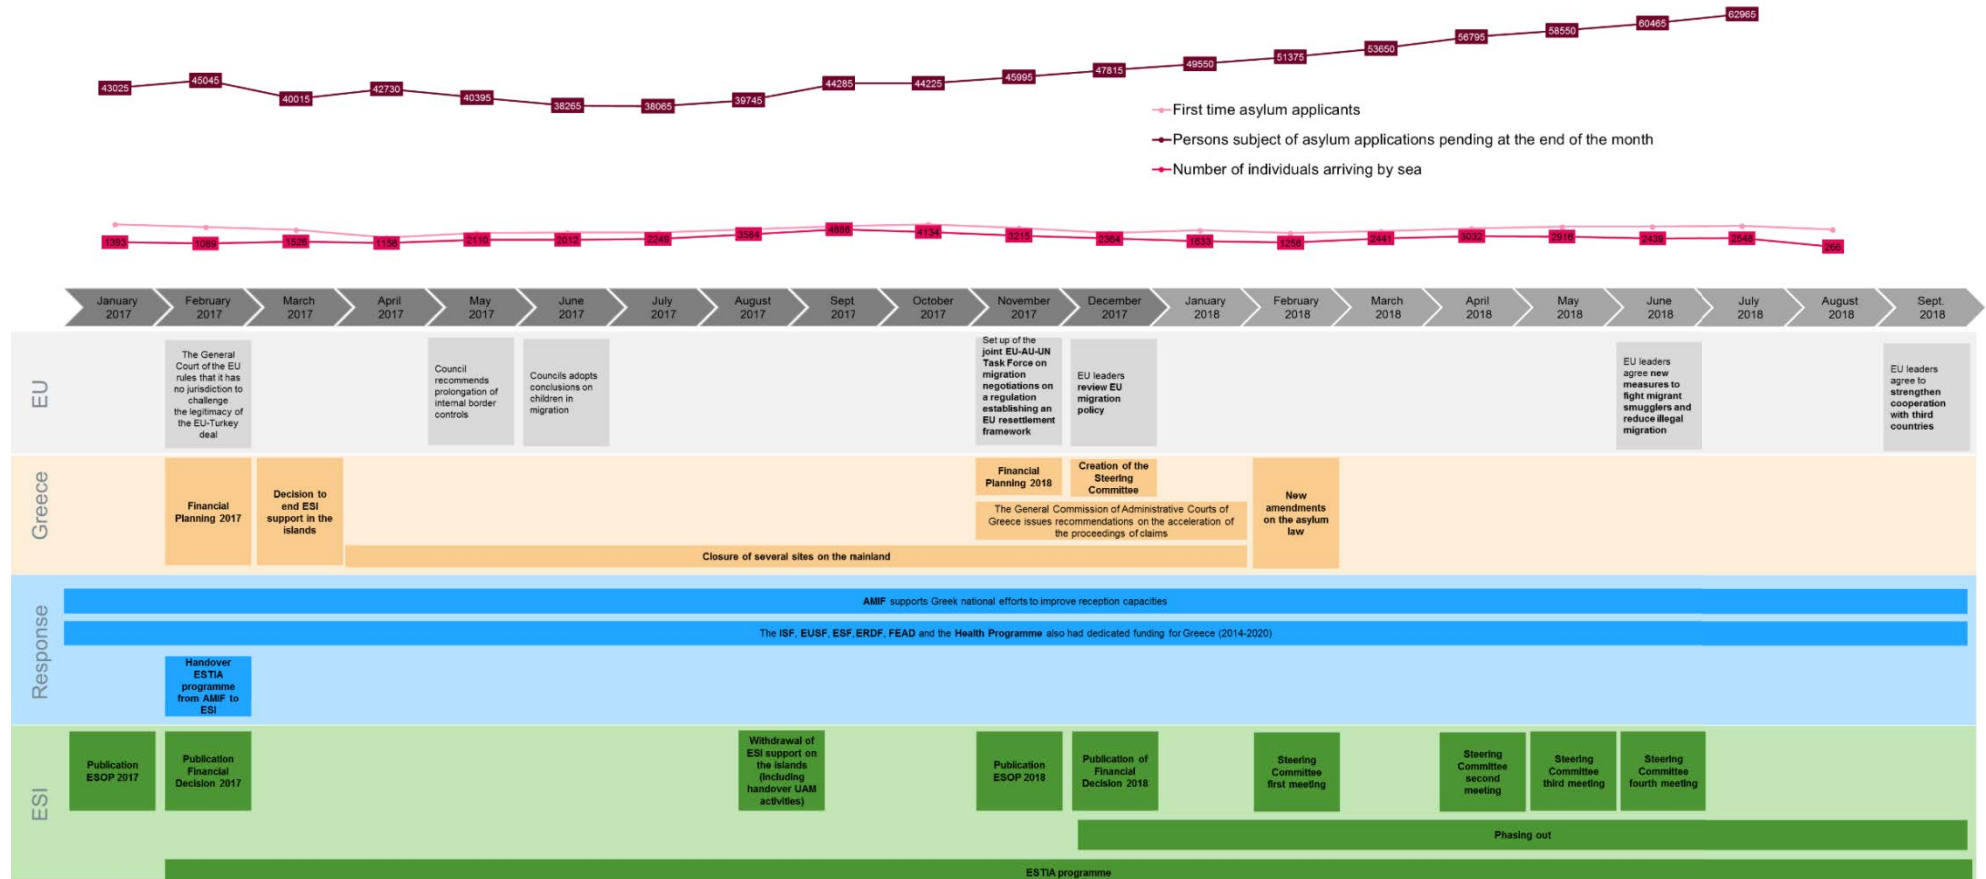 43025
45045
40015
42730
40395
38265
38065
39745
44285
44225
45995
47815
49550
51375
53650
56795
58550
60465
62965
First time asylum applicants
Persons subject of asylum applications pending at the end of the month
Number of individuals arriving by sea
1393
1089
1526
1156
2110
2012
2249
3584
4886
4134
3215
2364
1633
1256
2441
3032
2916
2439
2548
266
January
2017
February
2017
March
2017
April
2017
May
2017
June
2017
July
2017
August
2017
Sept
2017
October
2017
November
2017
December
2017
January
2018
February
2018
March
2018
April
2018
May
2018
June
2018
July
2018
August
2018
Sept.
2018
EU
The General
Court of the EU
rules that it has
no jurisdiction to
challenge
the legitimacy of
the EU-Turkey
deal
Council
recommends
prolongation of
internal border
controls
Councils adopts
conclusions on
children in
migration
Set up of the
joint EU-AU-UN
Task Force on
migration
negotiations on
a regulation
establishing an
EU resettlement
framework
EU leaders
review EU
migration
policy
EU leaders
agree new
measures to
fight migrant
smugglers and
reduce illegal
migration
EU leaders
agree to
strengthen
cooperation
with third
countries
Greece
Financial
Planning 2017
Decision to
end ESI
support in the
islands
Financial
Planning 2018
Creation of the
Steering
Committee
The General Commission of Administrative Courts of
Greece issues recommendations on the acceleration of
the proceedings of claims
New
amendments
on the asylum
law
Closure of several sites on the mainland
Response
AMIF supports Greek national efforts to improve reception capacities
The ISF, EUSF, ESF, ERDF, FEAD and the Health Programme also had dedicated funding for Greece (2014-2020)
Handover
ESTIA
programme
from AMIF to
ESI
ESI
Publication
ESOP 2017
Publication
Financial
Decision 2017
Withdrawal of
ESI support on
the islands
(including
handover UAM
activities)
Publication
ESOP 2018
Publication of
Financial
Decision 2018
Steering
Committee
first meeting
Steering
Committee
second
meeting
Steering
Committee
third meeting
Steering
Committee
fourth meeting
Phasing out
ESTIA programme